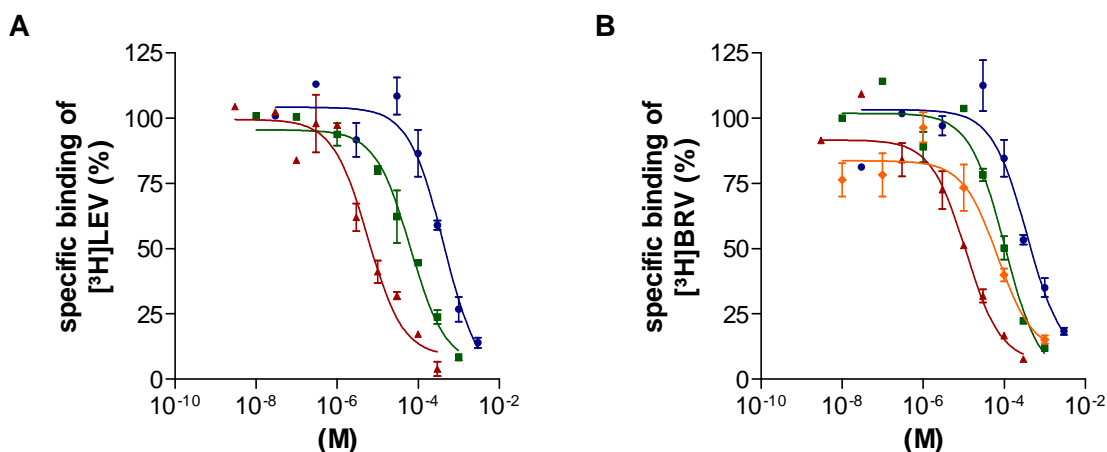 A
B
125
100
75
50
25
0
10⁻¹⁰
10⁻⁸
10⁻⁶
10⁻⁴
10⁻²
(M)
specific binding of
[³H]LEV (%)
125
100
75
50
25
0
10⁻¹⁰
10⁻⁸
10⁻⁶
10⁻⁴
10⁻²
(M)
specific binding of
[³H]BRV (%)